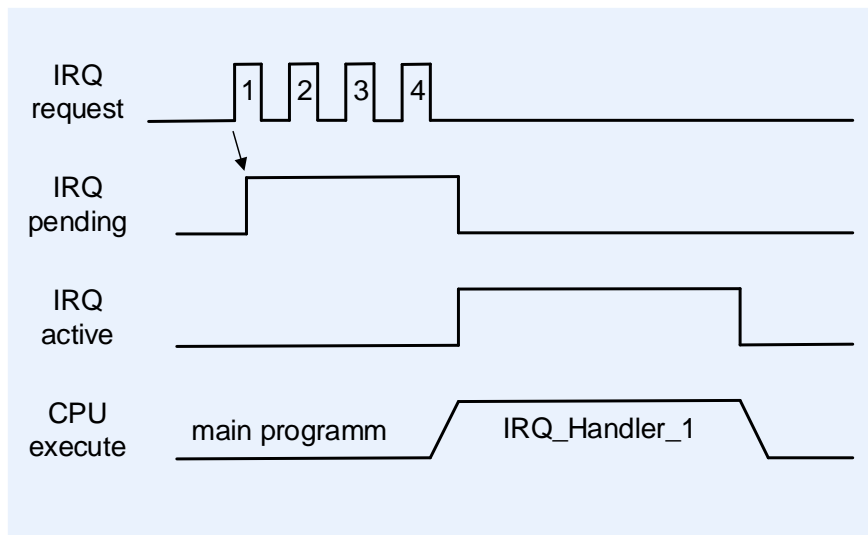 IRQ
request
1 2 3 4
IRQ
pending
IRQ
active
CPU
execute
main programm
IRQ_Handler_1